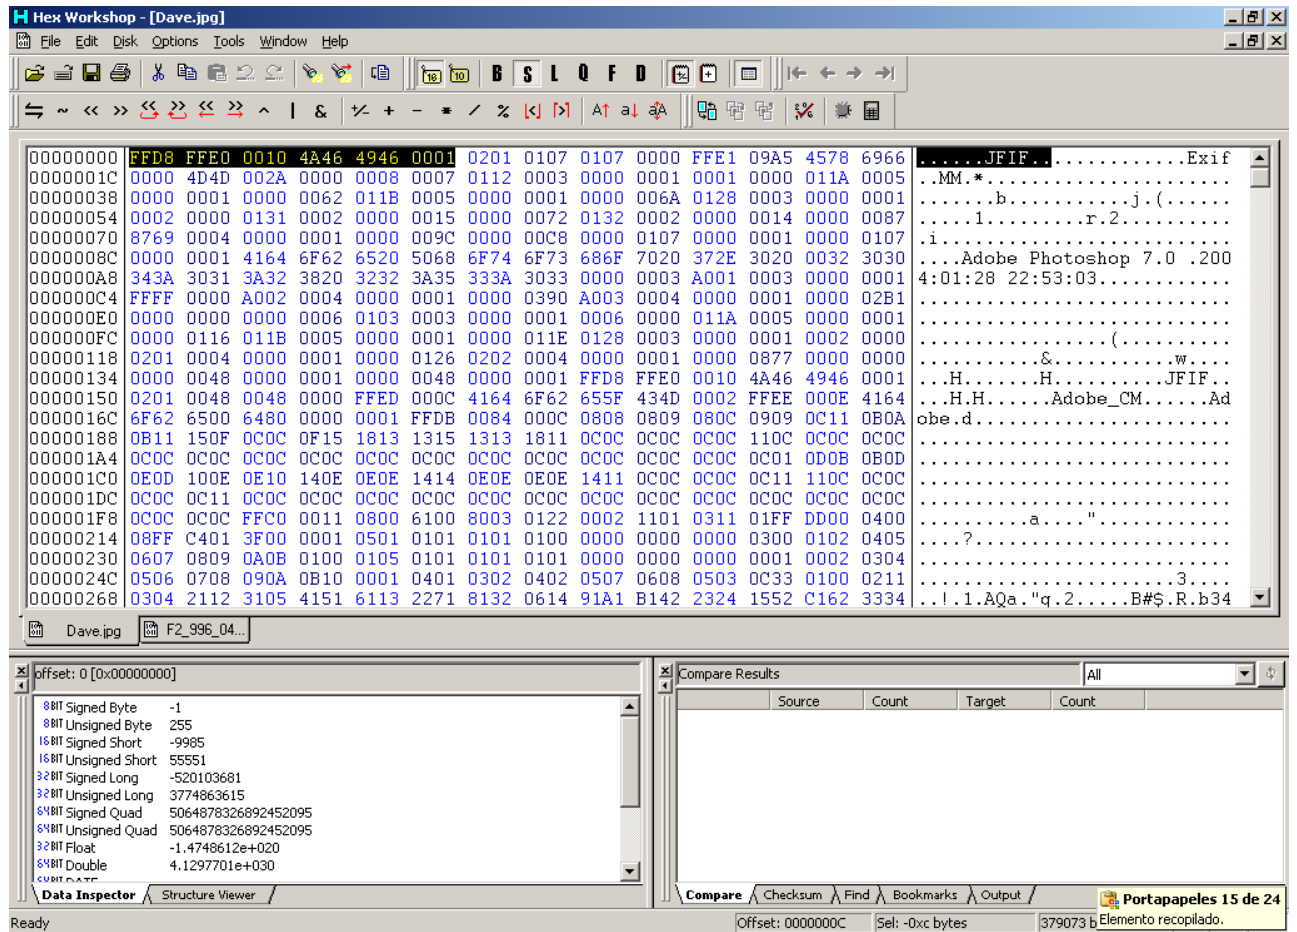 Hex Workshop - [Dave.jpg]
File Edit Disk Options Tools Window Help
16 10 B S L Q F D
00000000 FFD8 FFE0 0010 4A46 4946 0001 0201 0107 0107 0000 FFE1 09A5 4578 6966 ......JFIF..............Exif
0000001C 0000 4D4D 002A 0000 0008 0007 0112 0003 0000 0001 0001 0000 011A 0005 ..MM.*......................
00000038 0000 0001 0000 0062 011B 0005 0000 0001 0000 006A 0128 0003 0000 0001 .......b...........j.(......
00000054 0002 0000 0131 0002 0000 0015 0000 0072 0132 0002 0000 0014 0000 0087 .....1.........r.2..........
00000070 8769 0004 0000 0001 0000 009C 0000 00C8 0000 0107 0000 0001 0000 0107 .i..........................
0000008C 0000 0001 4164 6F62 6520 5068 6F74 6F73 686F 7020 372E 3020 0032 3030 ....Adobe Photoshop 7.0 .200
000000A8 343A 3031 3A32 3820 3232 3A35 333A 3033 0000 0003 A001 0003 0000 0001 4:01:28 22:53:03............
000000C4 FFFF 0000 A002 0004 0000 0001 0000 0390 A003 0004 0000 0001 0000 02B1 ............................
000000E0 0000 0000 0000 0006 0103 0003 0000 0001 0006 0000 011A 0005 0000 0001 ............................
000000FC 0000 0116 011B 0005 0000 0001 0000 011E 0128 0003 0000 0001 0002 0000 .................(..........
00000118 0201 0004 0000 0001 0000 0126 0202 0004 0000 0001 0000 0877 0000 0000 ...........&...........w....
00000134 0000 0048 0000 0001 0000 0048 0000 0001 FFD8 FFE0 0010 4A46 4946 0001 ...H.......H..........JFIF..
00000150 0201 0048 0048 0000 FFED 000C 4164 6F62 655F 434D 0002 FFEE 000E 4164 ...H.H......Adobe_CM......Ad
0000016C 6F62 6500 6480 0000 0001 FFDB 0084 000C 0808 0809 080C 0909 0C11 0B0A obe.d.......................
00000188 0B11 150F 0C0C 0F15 1813 1315 1313 1811 0C0C 0C0C 0C0C 110C 0C0C 0C0C ............................
000001A4 0C0C 0C0C 0C0C 0C0C 0C0C 0C0C 0C0C 0C0C 0C0C 0C0C 0C0C 0C01 0D0B 0B0D ............................
000001C0 0E0D 100E 0E10 140E 0E0E 1414 0E0E 0E0E 1411 0C0C 0C0C 0C11 110C 0C0C ............................
000001DC 0C0C 0C11 0C0C 0C0C 0C0C 0C0C 0C0C 0C0C 0C0C 0C0C 0C0C 0C0C 0C0C 0C0C ............................
000001F8 0C0C 0C0C FFC0 0011 0800 6100 8003 0122 0002 1101 0311 01FF DD00 0400 ..........a...."............
00000214 08FF C401 3F00 0001 0501 0101 0101 0100 0000 0000 0000 0300 0102 0405 ....?.......................
00000230 0607 0809 0A0B 0100 0105 0101 0101 0101 0000 0000 0000 0001 0002 0304 ............................
0000024C 0506 0708 090A 0B10 0001 0401 0302 0402 0507 0608 0503 0C33 0100 0211 .......................3....
00000268 0304 2112 3105 4151 6113 2271 8132 0614 91A1 B142 2324 1552 C162 3334 ..!.1.AQa."q.2.....B#$.R.b34
Dave.jpg F2_996_04...
offset: 0 [0x00000000]
8BIT Signed Byte -1
8BIT Unsigned Byte 255
16BIT Signed Short -9985
16BIT Unsigned Short 55551
32BIT Signed Long -520103681
32BIT Unsigned Long 3774863615
64BIT Signed Quad 5064878326892452095
64BIT Unsigned Quad 5064878326892452095
32BIT Float -1.4748612e+020
64BIT Double 4.1297701e+030
Data Inspector Structure Viewer
Compare Results All
Source Count Target Count
Compare Checksum Find Bookmarks Output
Portapapeles 15 de 24
Elemento recopilado.
Ready Offset: 0000000C Sel: -0xc bytes 379073 b